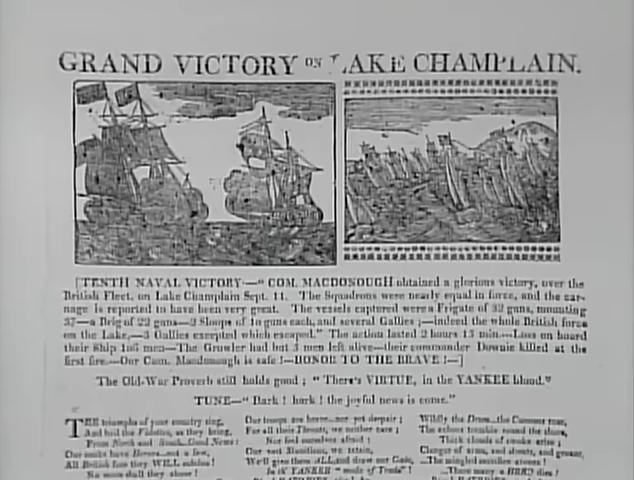 GRAND VICTORY ON LAKE CHAMPLAIN.
[TENTH NAVAL VICTORY—" COM. MACDONOUGH obtained a glorious victory, over the
British Fleet, on Lake Champlain Sept. 11. The Squadrons were nearly equal in force, and the car-
nage is reported to have been very great. The vessels captured were a Frigate of 32 guns, mounting
37—a Brig of 22 guns—2 Sloops of 10 guns each, and several Gallies ;—indeed the whole British force
on the Lake,—3 Gallies excepted which escaped." The action lasted 2 hours 15 min.—Loss on board
their Ship 105 men—The Growler had but 5 men left alive—their commander Downie killed at the
first fire.—Our Com. Macdonough is safe !—HONOR TO THE BRAVE !—]
The Old-War Proverb still holds good ; " There's VIRTUE, in the YANKEE blood."
TUNE—" Hark ! hark ! the joyful news is come."
THE triumphs of your country sing,
And hail the as they bring,
From North and South...Good News!
Our tanks have Heroes...not a few,
All British foes they WILL subdue!
No more shall they
Our troops are brave...nor yet despair ;
For all their Threats, we neither care ;
Nor feel ourselves afraid !
Our vast Munitions, we retain,
We'll give them ALL, and draw our Gain,
In th' YANKEE " mode of Trade" !
Wildly the Drum...the Cannons roar,
The echoes tremble round the shore,
Thick clouds of smoke arise ;
Clangor of arms, and shouts, and groans,
...The mingled
...There many a HERO dies !